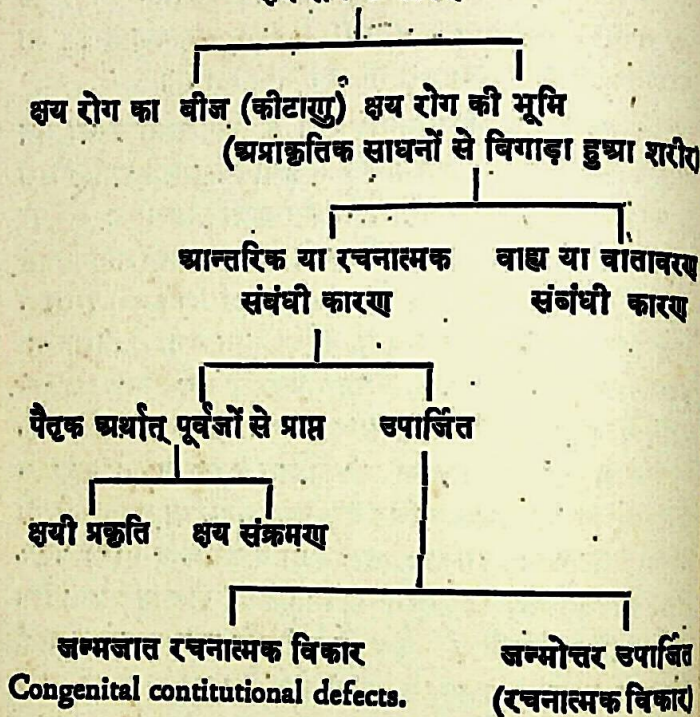 क्षय रोग का बीज (कीटाणु) क्षय रोग की भूमि
(अप्राकृतिक साधनों से बिगाड़ा हुआ शरीर)
आन्तरिक या रचनात्मक वाह्य या वातावरण
संबंधी कारण संबंधी कारण
पैतृक अर्थात् पूर्वजों से प्राप्त उपार्जित
क्षयी प्रकृति क्षय संक्रमण
जन्मजात रचनात्मक विकार जन्मोत्तर उपार्जित
Congenital contitutional defects. (रचनात्मक विकार)